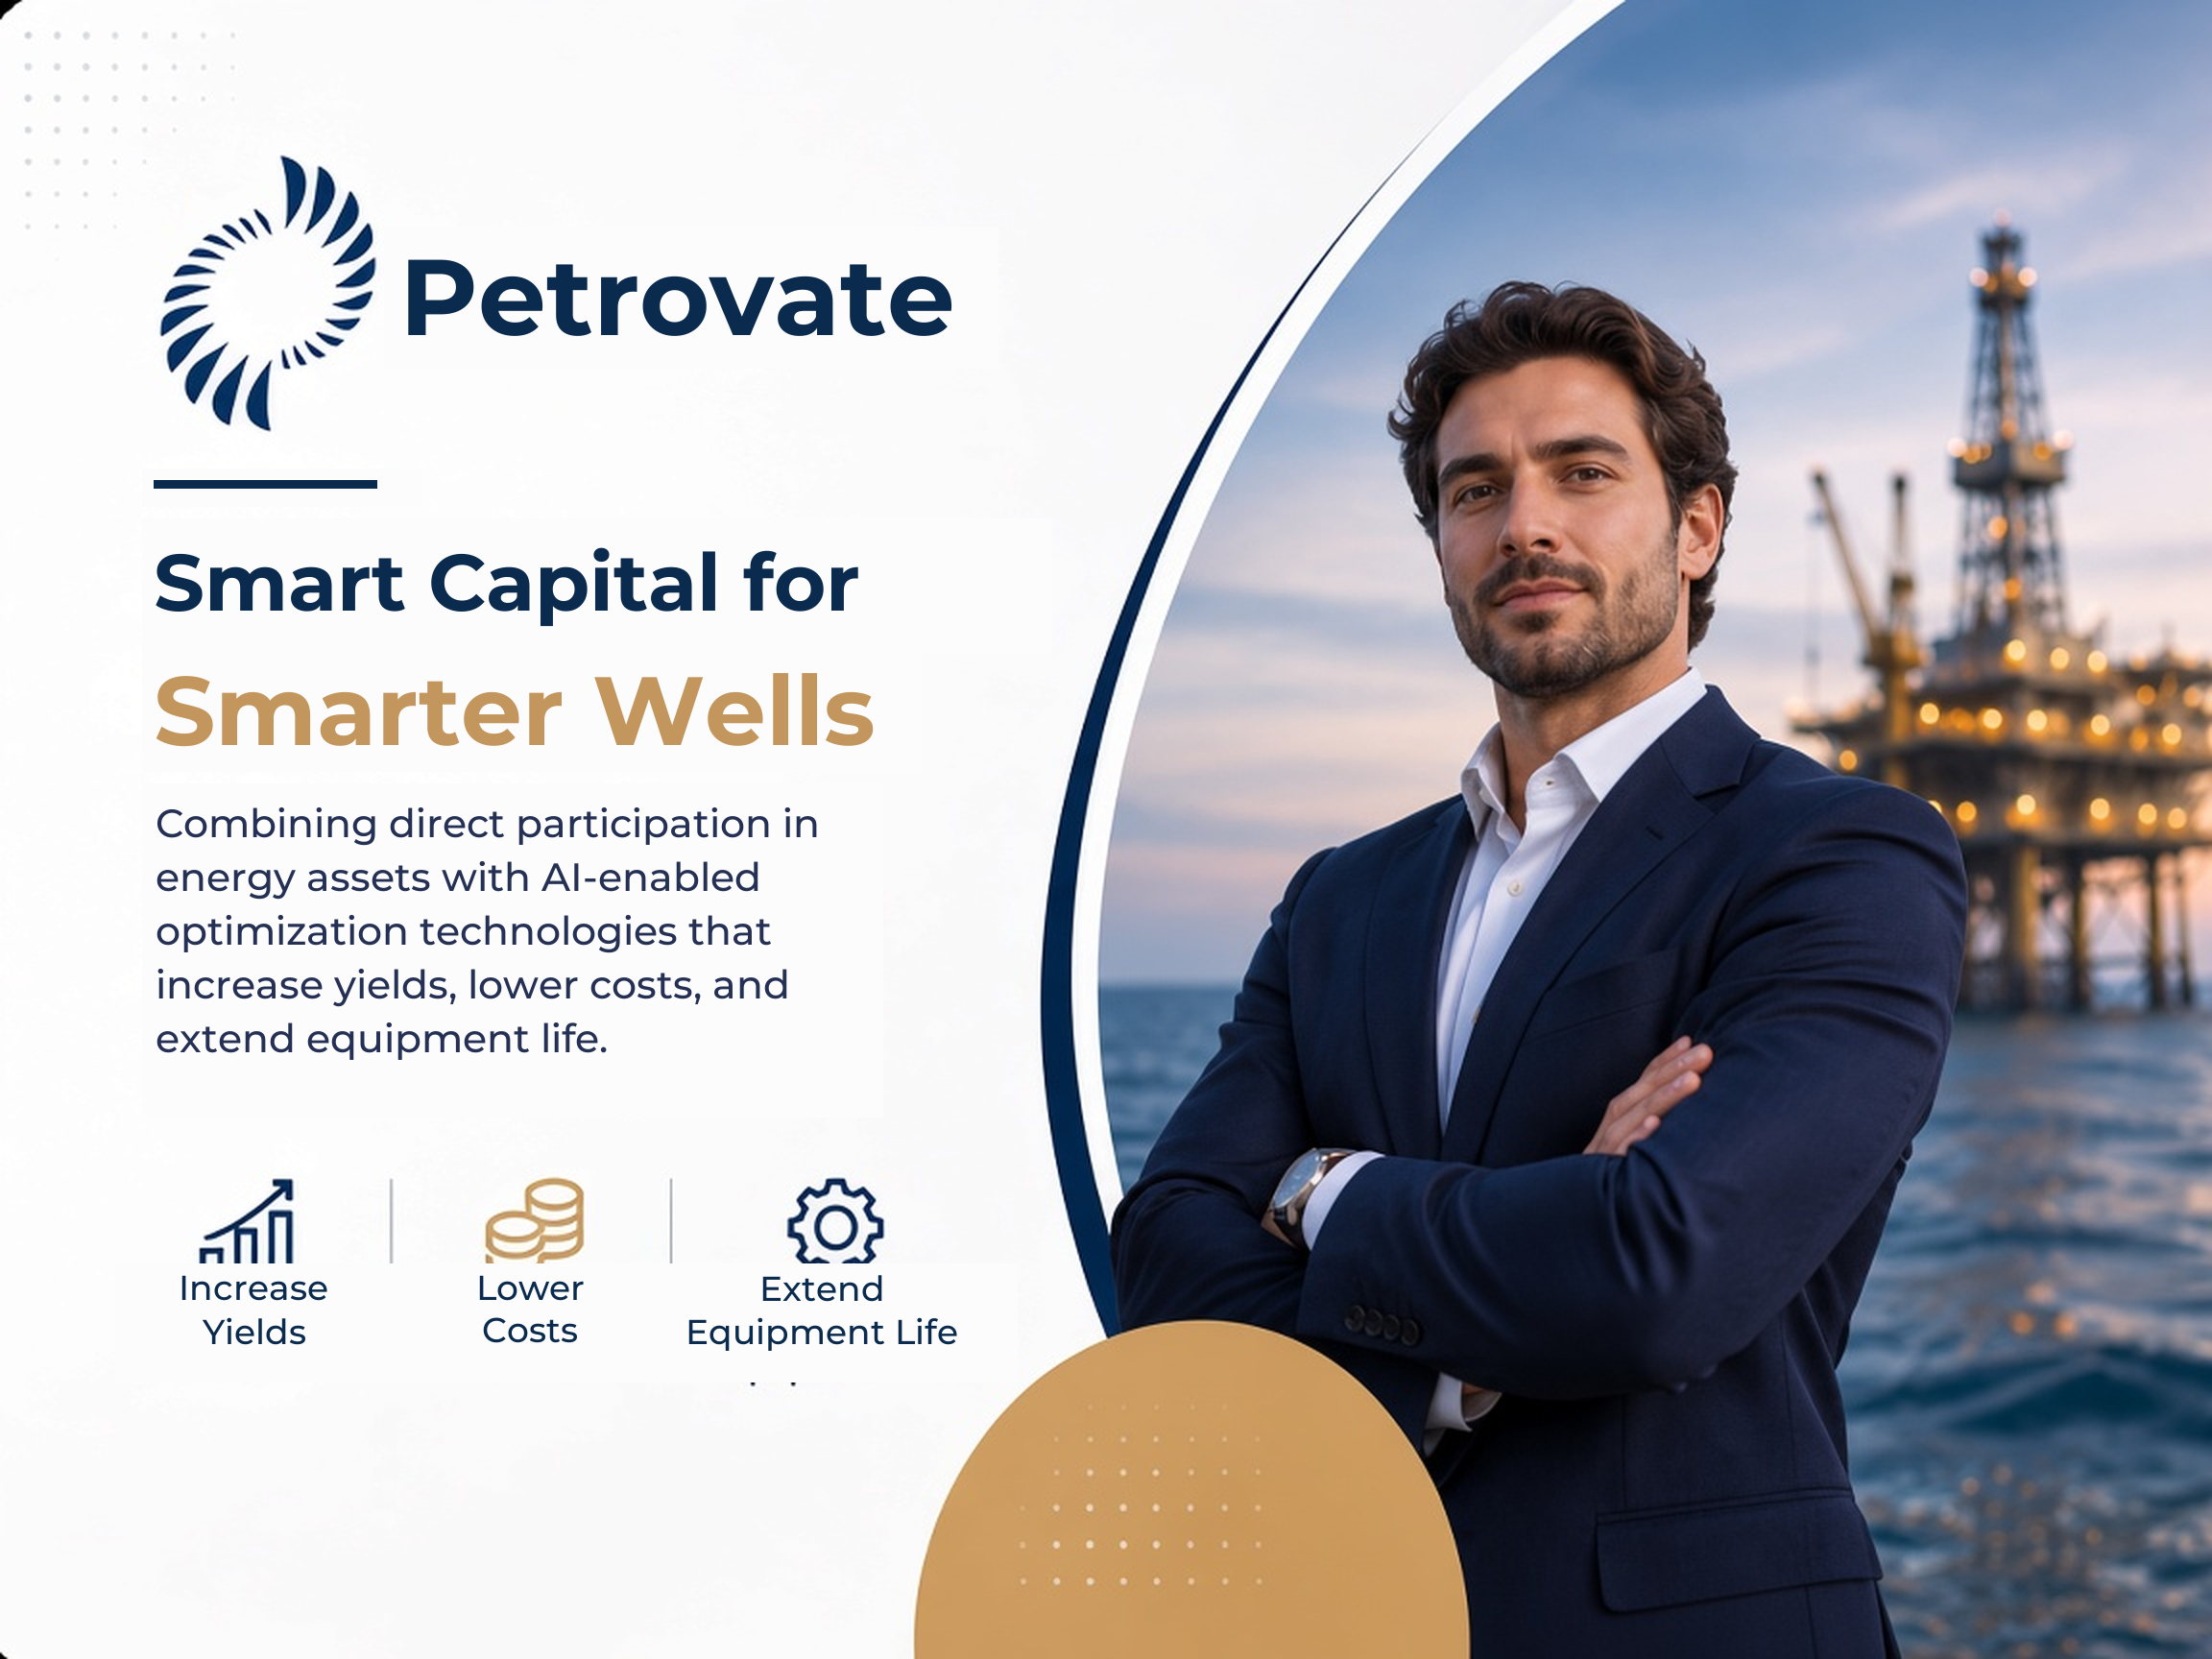 Petrovate
Smart Capital for
Smarter Wells
Combining direct participation in
energy assets with AI-enabled
optimization technologies that
increase yields, lower costs, and
extend equipment life.
Increase
Yields
Lower
Costs
Extend
Equipment Life